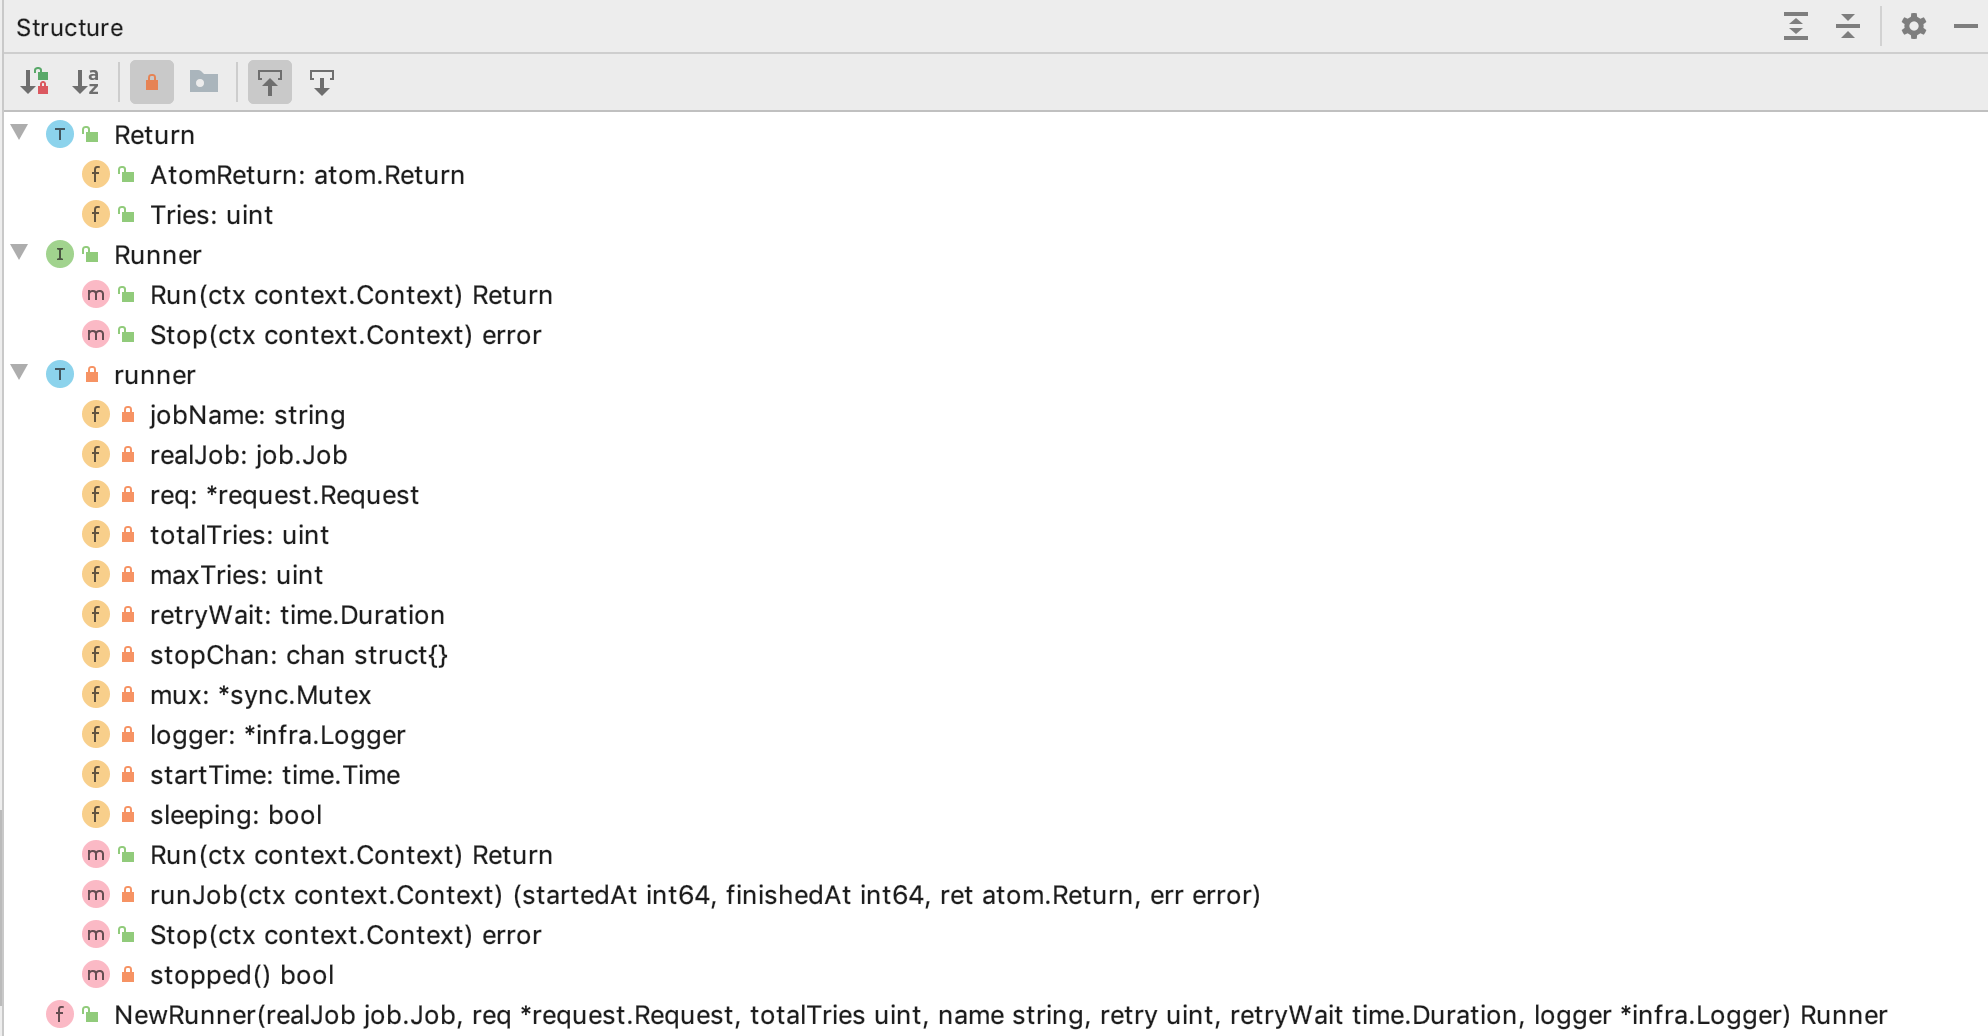 Structure
Return
AtomReturn: atom.Return
Tries: uint
Runner
Run(ctx context.Context) Return
Stop(ctx context.Context) error
runner
jobName: string
realJob: job.Job
req: *request.Request
totalTries: uint
maxTries: uint
retryWait: time.Duration
stopChan: chan struct{}
mux: *sync.Mutex
logger: *infra.Logger
startTime: time.Time
sleeping: bool
Run(ctx context.Context) Return
runJob(ctx context.Context) (startedAt int64, finishedAt int64, ret atom.Return, err error)
Stop(ctx context.Context) error
stopped() bool
NewRunner(realJob job.Job, req *request.Request, totalTries uint, name string, retry uint, retryWait time.Duration, logger *infra.Logger) Runner